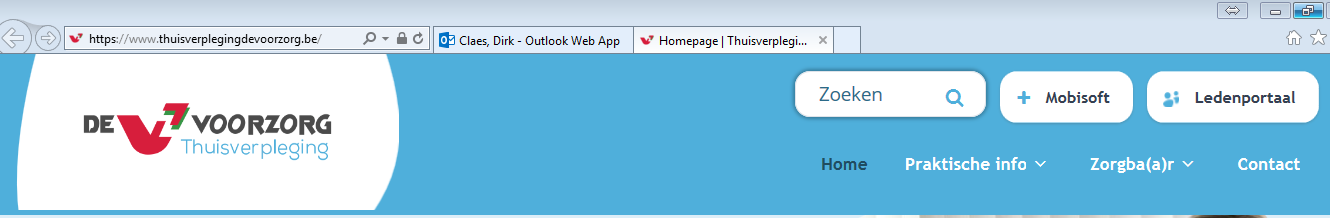 https://www.thuisverplegingdevoorzorg.be/
Claes, Dirk - Outlook Web App
Homepage | Thuisverplegi...
DE VOORZORG
Thuisverpleging
Zoeken
Mobisoft
Ledenportaal
Home
Praktische info
Zorgba(a)r
Contact